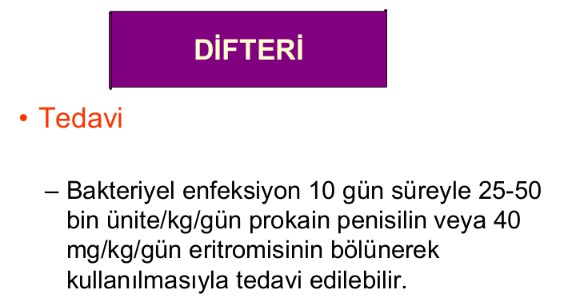 DİFTERİ
• Tedavi
– Bakteriyel enfeksiyon 10 gün süreyle 25-50
bin ünite/kg/gün prokain penisilin veya 40
mg/kg/gün eritromisinin bölünerek
kullanılmasıyla tedavi edilebilir.